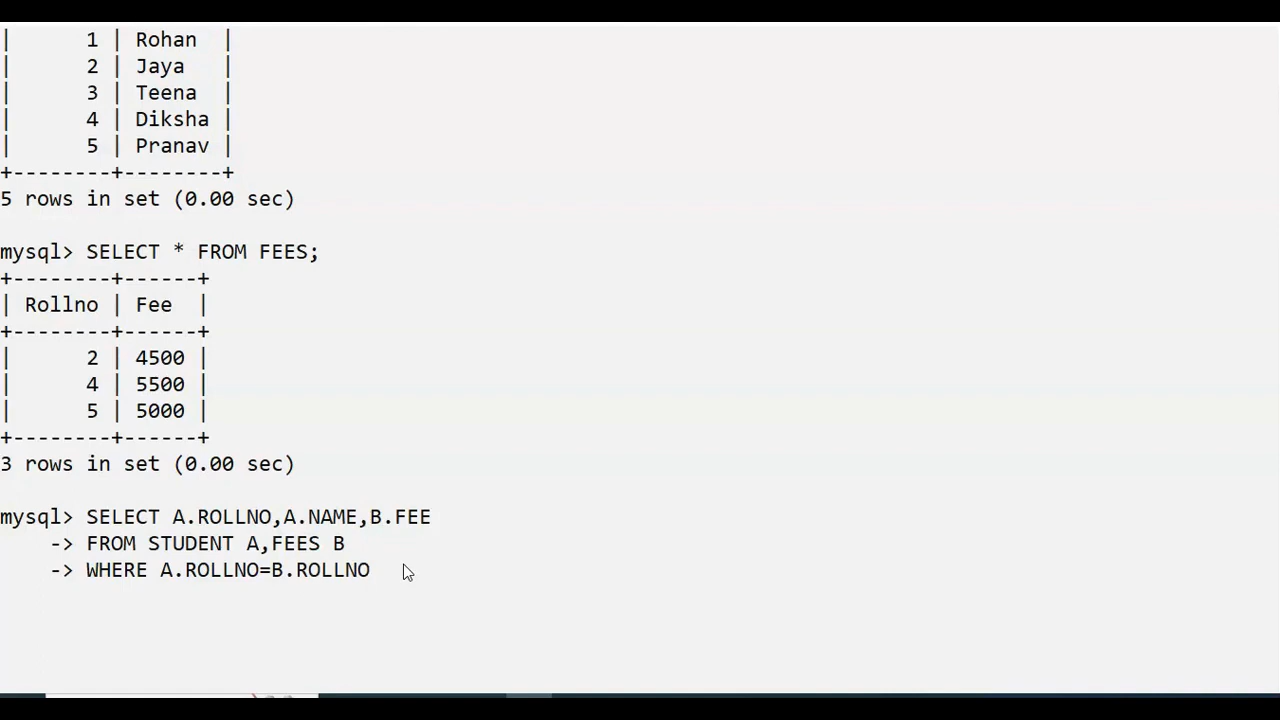 |      1 | Rohan  |
|      2 | Jaya   |
|      3 | Teena  |
|      4 | Diksha |
|      5 | Pranav |
+--------+--------+
5 rows in set (0.00 sec)
mysql> SELECT * FROM FEES;
+--------+------+
| Rollno | Fee  |
+--------+------+
|      2 | 4500 |
|      4 | 5500 |
|      5 | 5000 |
+--------+------+
3 rows in set (0.00 sec)
mysql> SELECT A.ROLLNO,A.NAME,B.FEE
    -> FROM STUDENT A,FEES B
    -> WHERE A.ROLLNO=B.ROLLNO